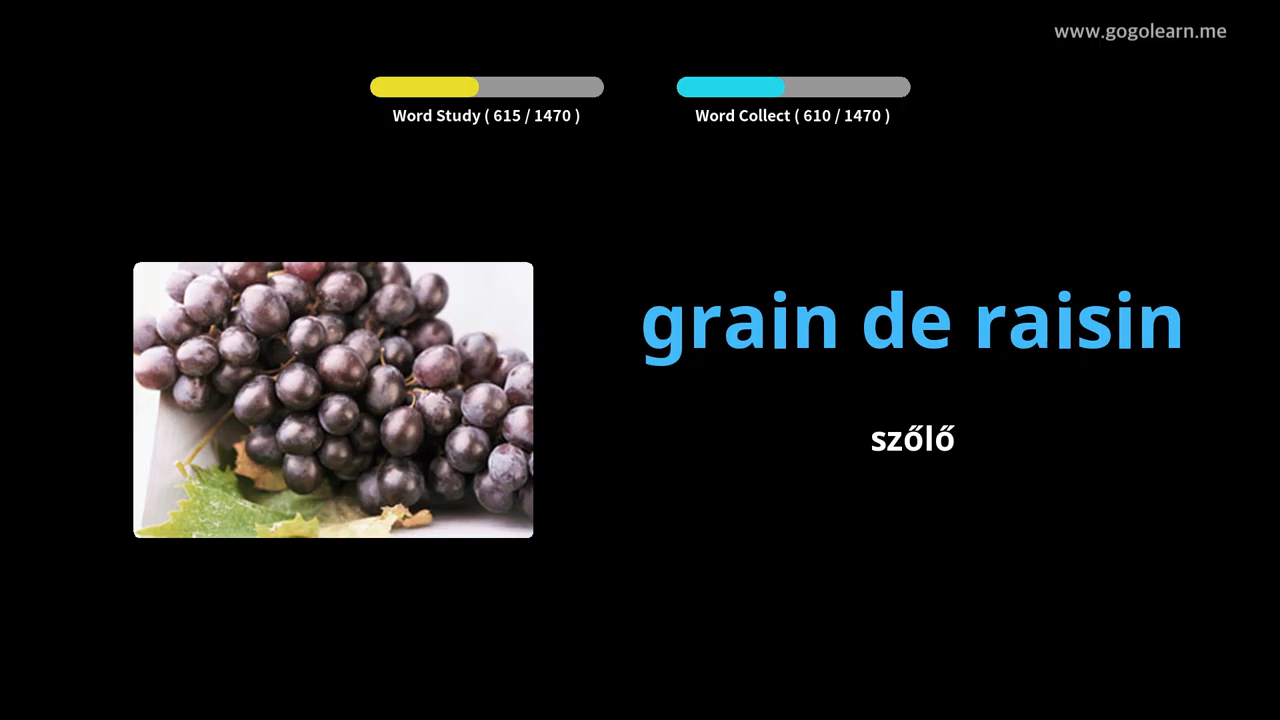 www.gogolearn.me
Word Study ( 615 / 1470 )
Word Collect ( 610 / 1470 )
grain de raisin
szőlő